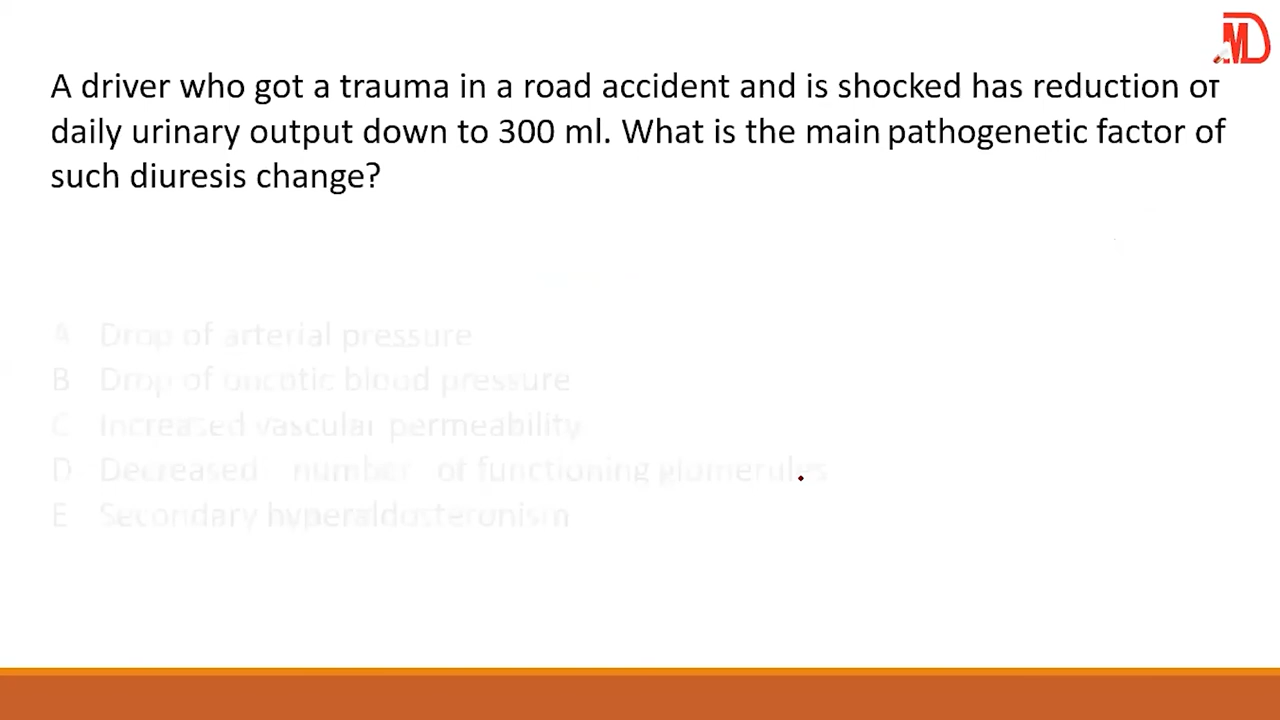 MD
A driver who got a trauma in a road accident and is shocked has reduction of
daily urinary output down to 300 ml. What is the main pathogenetic factor of
such diuresis change?
A Drop of arterial pressure
B Drop of oncotic blood pressure
C Increased vascular permeability
D Decreased number of functioning glomerules
E Secondary hyperaldosteronism